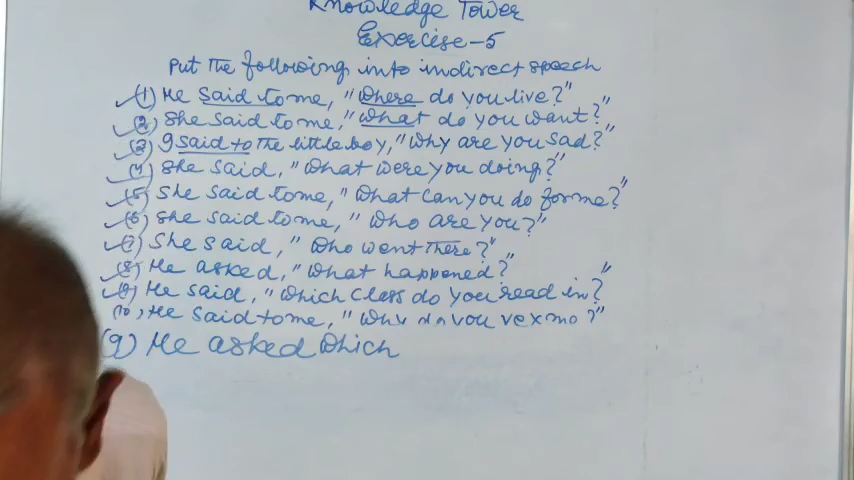 Knowledge Tower
Exercise-5
Put the following into indirect speech
(1) He said to me, "Where do you live?"
(2) She said to me, "What do you want?"
(3) I said to the little boy, "Why are you sad?"
(4) She said, "What were you doing?"
(5) She said to me, "What can you do for me?"
(6) She said to me, "Who are you?"
(7) She said, "Who went There?"
(8) He asked, "What happened?"
(9) He said, "Which class do you read in?"
(10) He said to me, "Why do you vex me?"
(9) He asked which